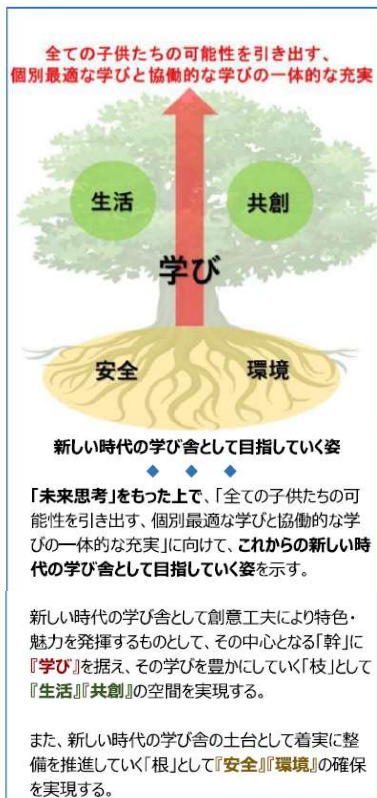 全ての子供たちの可能性を引き出す、
個別最適な学びと協働的な学びの一体的な充実
生活
共創
学び
安全
環境
新しい時代の学び舎として目指していく姿
◆ ◆ ◆
「未来思考」をもった上で、「全ての子供たちの可
能性を引き出す、個別最適な学びと協働的な学
びの一体的な充実」に向けて、これからの新しい時
代の学び舎として目指していく姿を示す。
新しい時代の学び舎として創意工夫により特色・
魅力を発揮するものとして、その中心となる「幹」に
『学び』を据え、その学びを豊かにしていく「枝」として
『生活』『共創』の空間を実現する。
また、新しい時代の学び舎の土台として着実に整
備を推進していく「根」として『安全』『環境』の確保
を実現する。